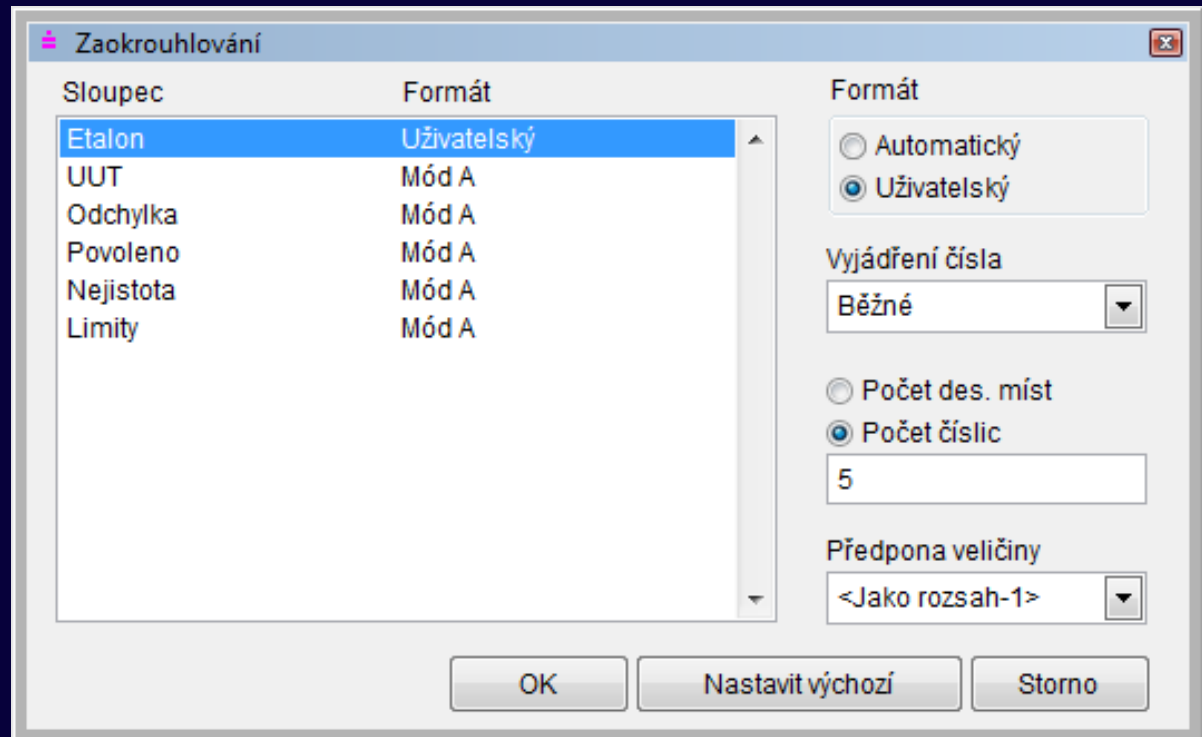 Zaokrouhlování
Sloupec Formát
Etalon Uživatelský
UUT Mód A
Odchylka Mód A
Povoleno Mód A
Nejistota Mód A
Limity Mód A
Formát
Automatický
Uživatelský
Vyjádření čísla
Běžné
Počet des. míst
Počet číslic
5
Předpona veličiny
<Jako rozsah-1>
OK Nastavit výchozí Storno